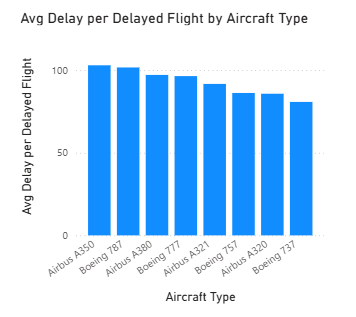 Avg Delay per Delayed Flight by Aircraft Type
Avg Delay per Delayed Flight
100
50
0
Airbus A350
Boeing 787
Airbus A380
Boeing 777
Airbus A321
Boeing 757
Airbus A320
Boeing 737
Aircraft Type